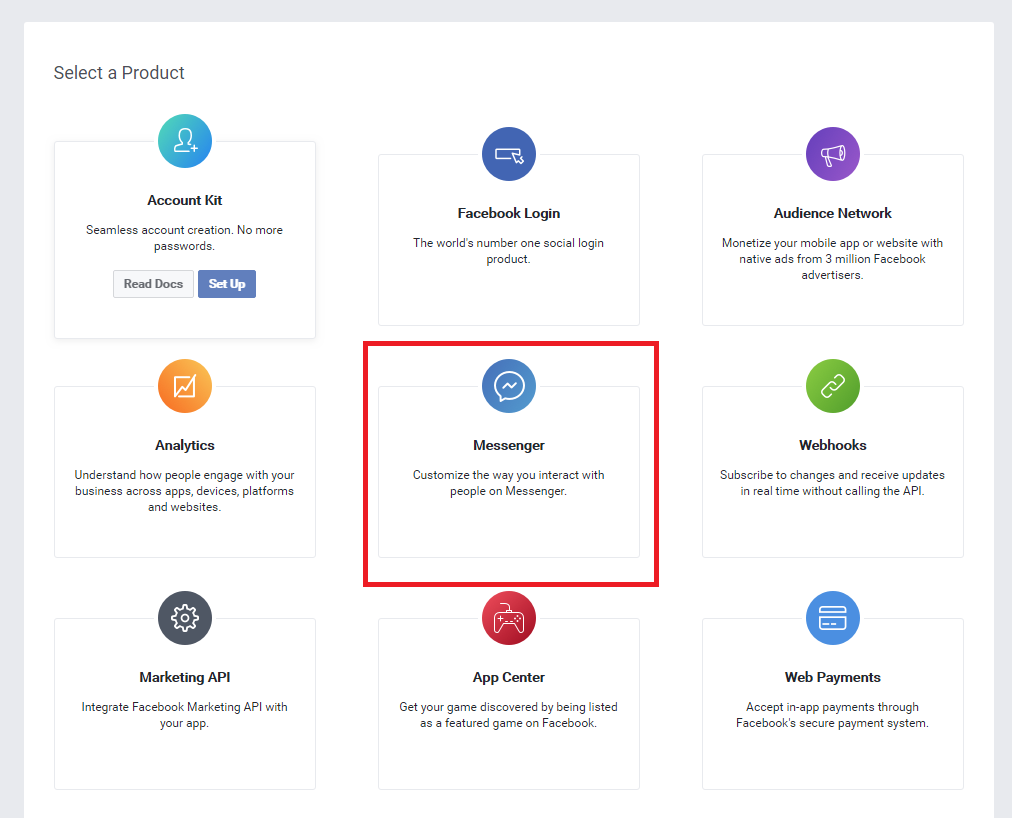 Select a Product
Account Kit
Seamless account creation. No more
passwords.
Read Docs
Set Up
Facebook Login
The world's number one social login
product.
Audience Network
Monetize your mobile app or website with
native ads from 3 million Facebook
advertisers.
Analytics
Understand how people engage with your
business across apps, devices, platforms
and websites.
Messenger
Customize the way you interact with
people on Messenger.
Webhooks
Subscribe to changes and receive updates
in real time without calling the API.
Marketing API
Integrate Facebook Marketing API with
your app.
App Center
Get your game discovered by being listed
as a featured game on Facebook.
Web Payments
Accept in-app payments through
Facebook's secure payment system.